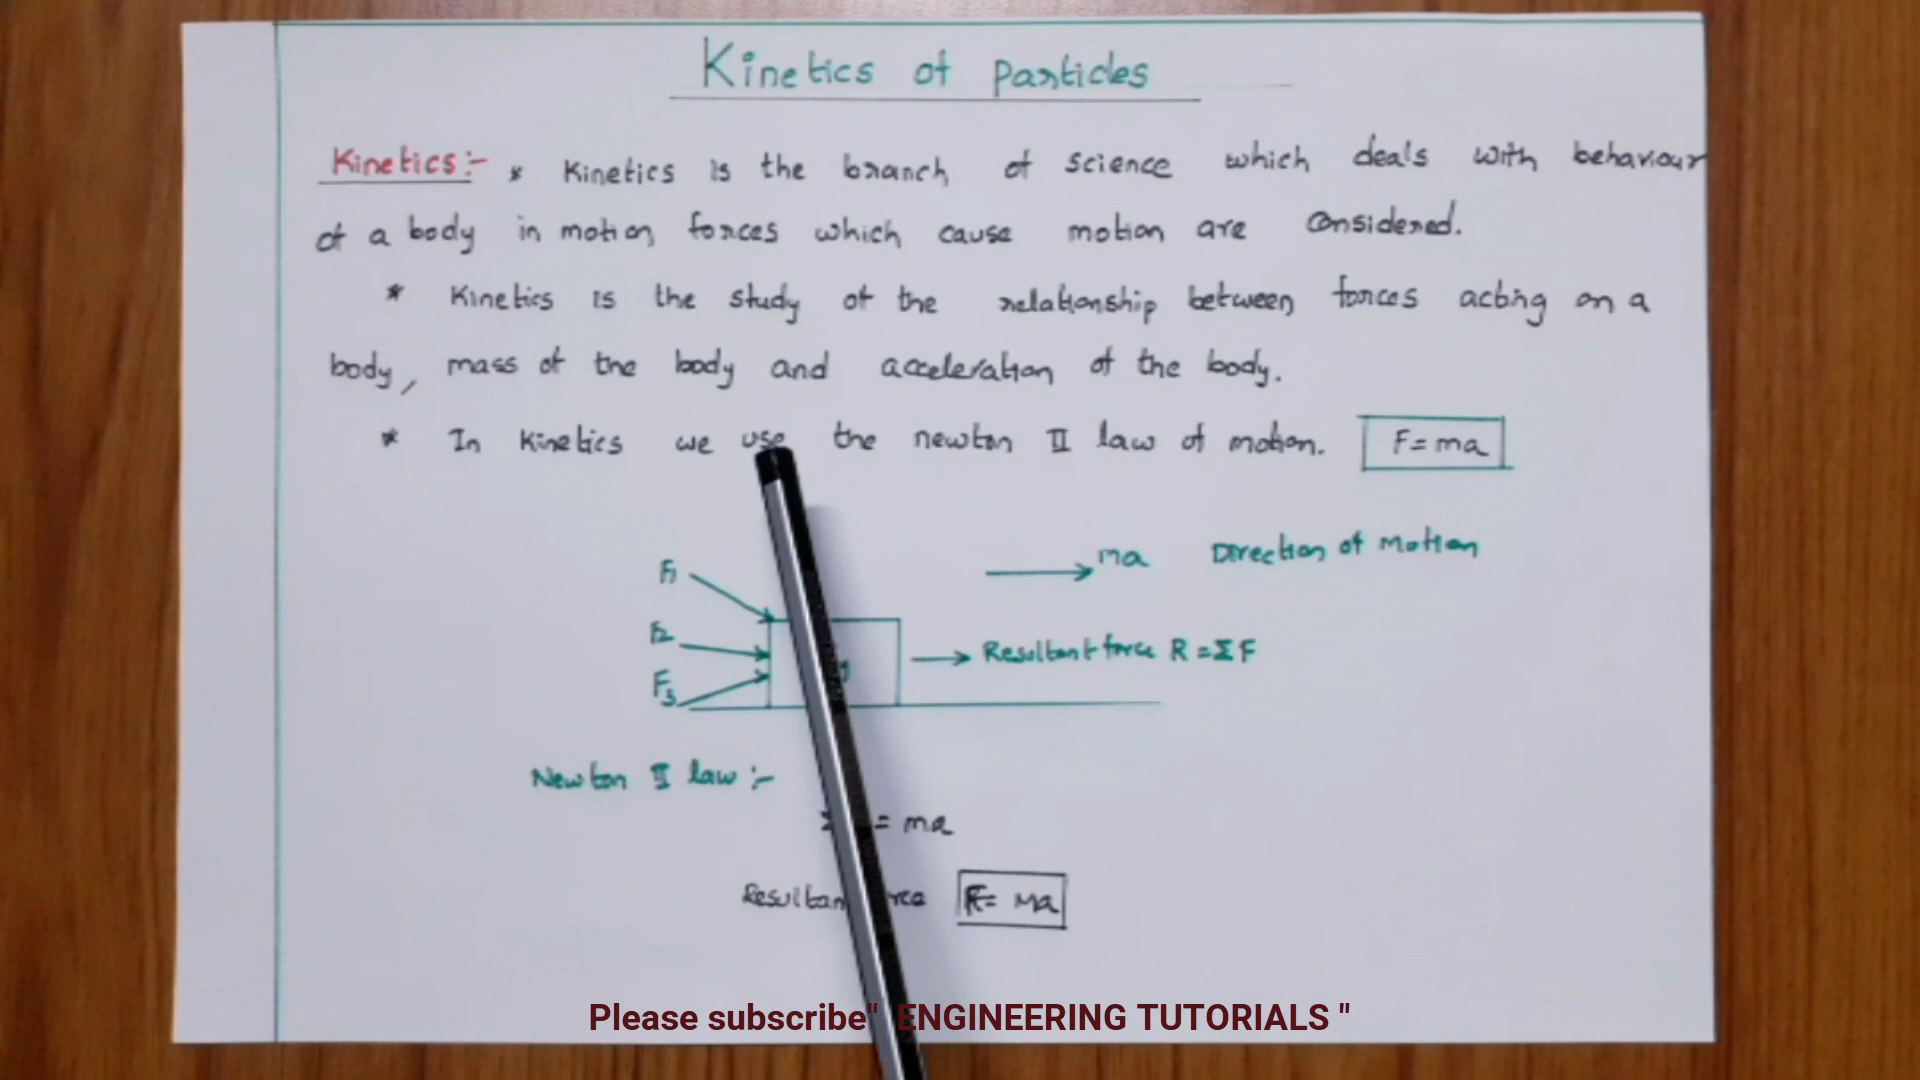 Kinetics of particles
Kinetics:- * Kinetics is the branch of science which deals with behaviour
of a body in motion forces which cause motion are considered.
* Kinetics is the study of the relationship between forces acting on a
body, mass of the body and acceleration of the body.
* In kinetics we use the newton II law of motion. F = ma
F1 ma Direction of Motion
F2 Resultant force R = Σ F
F3
Newton II law :-
= ma
F = Ma
Please subscribe" ENGINEERING TUTORIALS "